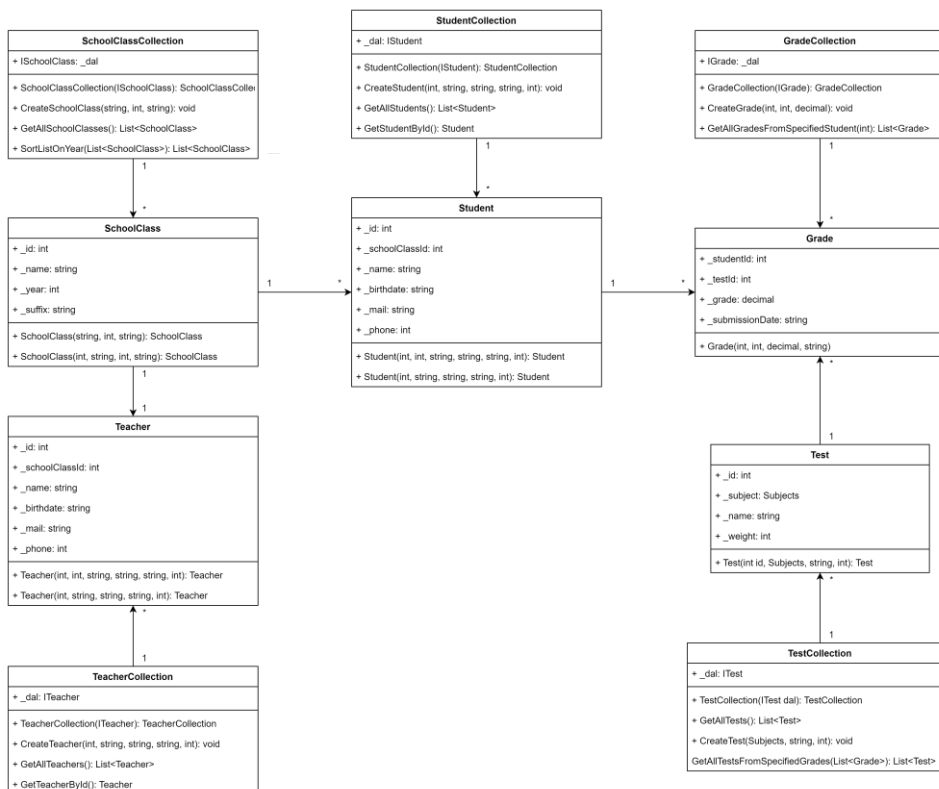 SchoolClassCollection
+ ISchoolClass: _dal
+ SchoolClassCollection(ISchoolClass): SchoolClassColle
+ CreateSchoolClass(string, int, string): void
+ GetAllSchoolClasses(): List<SchoolClass>
+ SortListOnYear(List<SchoolClass>): List<SchoolClass>
1
*
StudentCollection
+ _dal: IStudent
+ StudentCollection(IStudent): StudentCollection
+ CreateStudent(int, string, string, string, int): void
+ GetAllStudents(): List<Student>
+ GetStudentById(): Student
1
*
GradeCollection
+ IGrade: _dal
+ GradeCollection(IGrade): GradeCollection
+ CreateGrade(int, int, decimal): void
+ GetAllGradesFromSpecifiedStudent(int): List<Grade>
1
*
SchoolClass
+ _id: int
+ _name: string
+ _year: int
+ _suffix: string
+ SchoolClass(string, int, string): SchoolClass
+ SchoolClass(int, string, int, string): SchoolClass
1
*
1
1
Student
+ _id: int
+ _schoolClassId: int
+ _name: string
+ _birthdate: string
+ _mail: string
+ _phone: int
+ Student(int, int, string, string, string, int): Student
+ Student(int, string, string, string, int): Student
1
*
Grade
+ _studentId: int
+ _testId: int
+ _grade: decimal
+ _submissionDate: string
+ Grade(int, int, decimal, string)
*
1
Teacher
+ _id: int
+ _schoolClassId: int
+ _name: string
+ _birthdate: string
+ _mail: string
+ _phone: int
+ Teacher(int, int, string, string, string, int): Teacher
+ Teacher(int, string, string, string, int): Teacher
*
1
Test
+ _id: int
+ _subject: Subjects
+ _name: string
+ _weight: int
+ Test(int id, Subjects, string, int): Test
*
1
TeacherCollection
+ _dal: ITeacher
+ TeacherCollection(ITeacher): TeacherCollection
+ CreateTeacher(int, string, string, string, int): void
+ GetAllTeachers(): List<Teacher>
+ GetTeacherById(): Teacher
TestCollection
+ _dal: ITest
+ TestCollection(ITest dal): TestCollection
+ GetAllTests(): List<Test>
+ CreateTest(Subjects, string, int): void
GetAllTestsFromSpecifiedGrades(List<Grade>): List<Test>